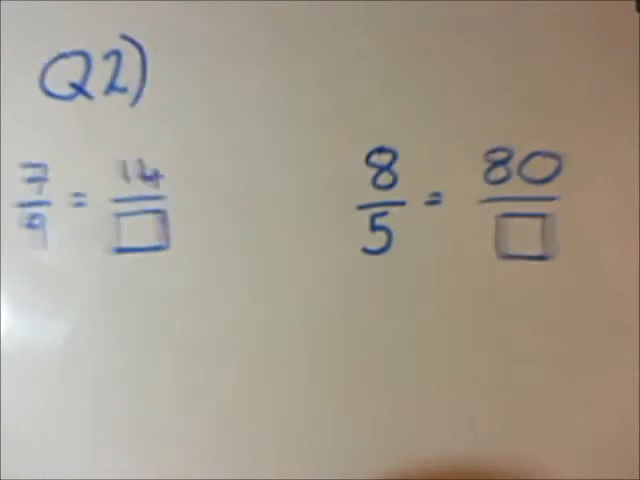 Q2)
7/9 = 14/□
8/5 = 80/□